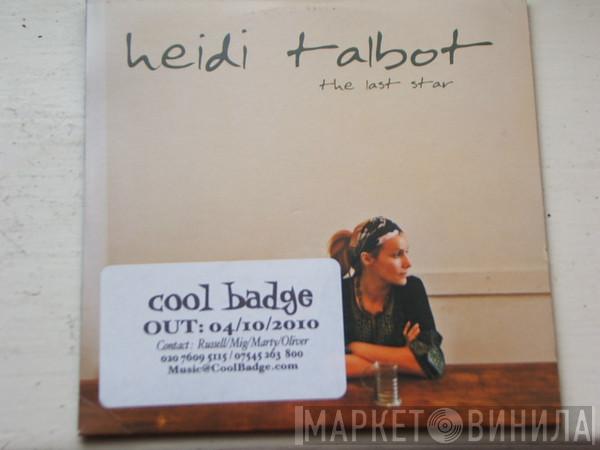 heidi talbot
the last star
cool badge
OUT: 04/10/2010
Contact: Russell/Mig/Marty/Oliver
020 7609 5115 / 07545 263 800
Music@CoolBadge.com
МАРКЕТ ВИНИЛА